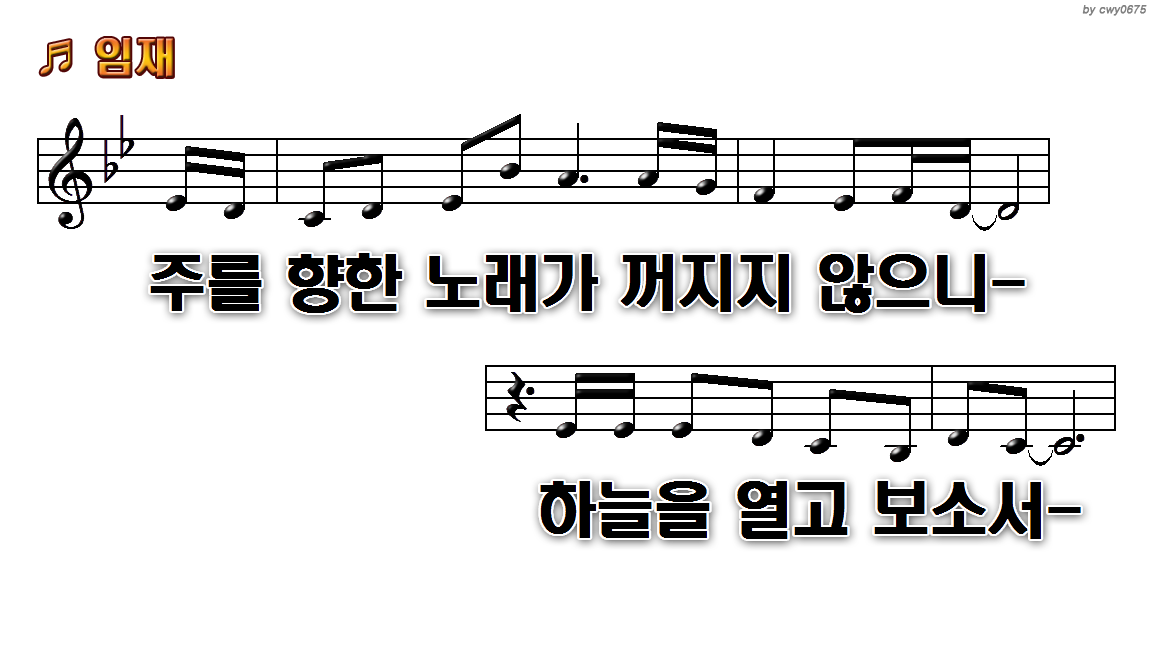 by cwy0675
♬ 임재
주를 향한 노래가 꺼지지 않으니-
하늘을 열고 보소서-